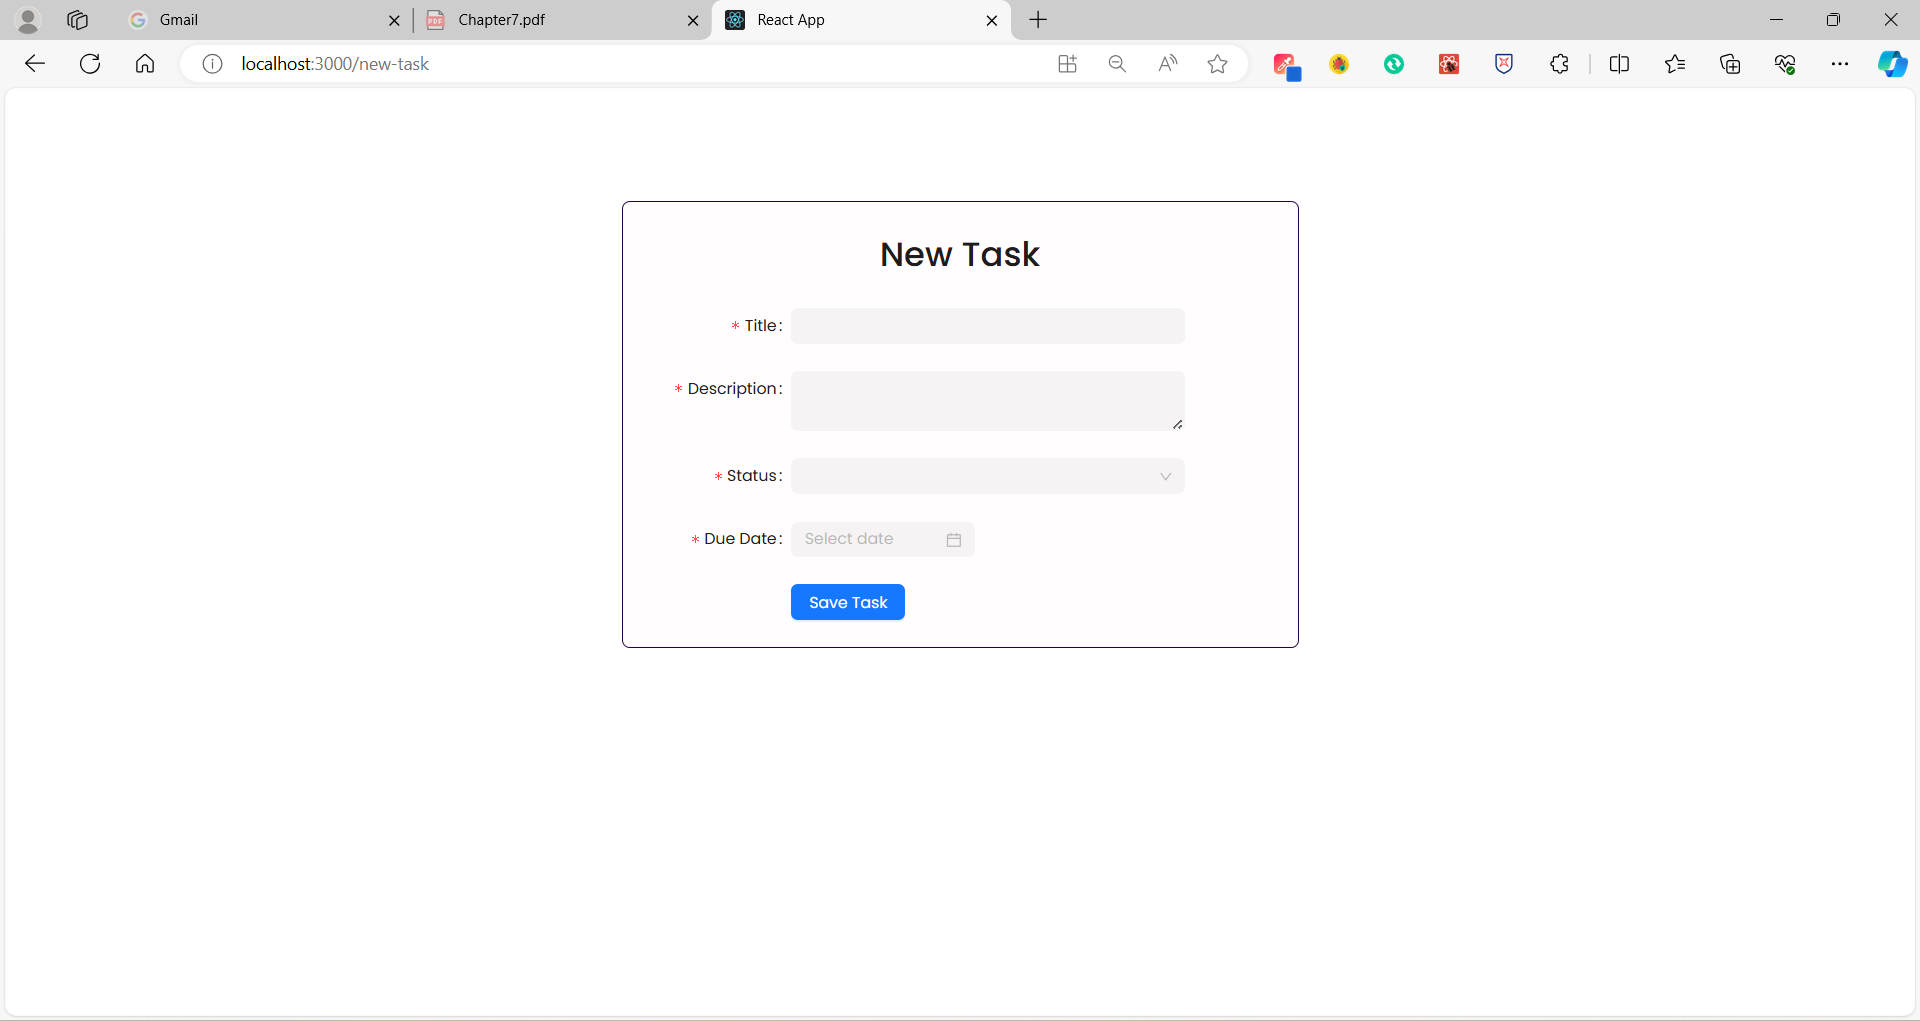 Gmail
Chapter7.pdf
React App
localhost:3000/new-task
New Task
* Title:
* Description:
* Status:
* Due Date: Select date
Save Task